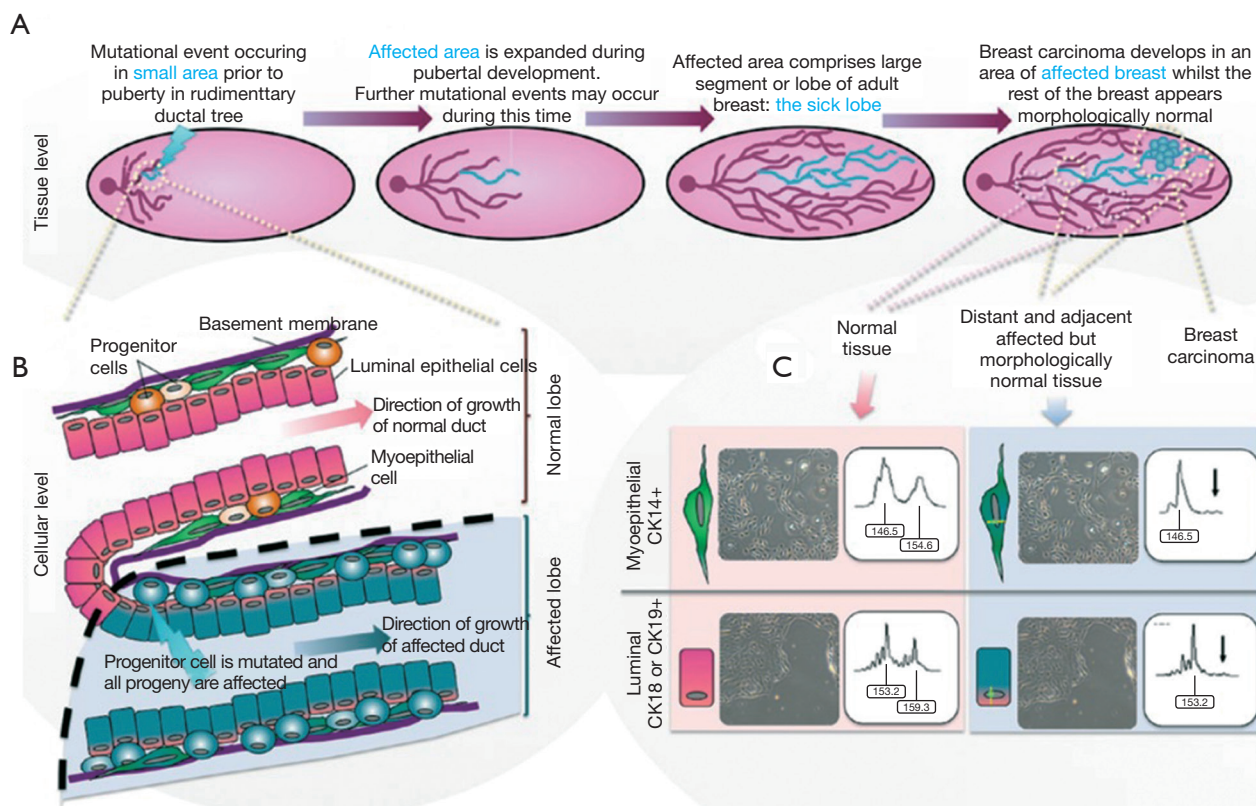 A
Mutational event occuring
in small area prior to
puberty in rudimenttary
ductal tree
Affected area is expanded during
pubertal development.
Further mutational events may occur
during this time
Affected area comprises large
segment or lobe of adult
breast: the sick lobe
Breast carcinoma develops in an
area of affected breast whilst the
rest of the breast appears
morphologically normal
Tissue level
B
Basement membrane
Progenitor
cells
Luminal epithelial cells
Direction of growth
of normal duct
Myoepithelial
cell
Normal lobe
Cellular level
Direction of growth
of affected duct
Progenitor cell is mutated and
all progeny are affected
Affected lobe
C
Normal
tissue
Distant and adjacent
affected but
morphologically
normal tissue
Breast
carcinoma
Myoepithelial
CK14+
146.5
154.6
146.5
Luminal
CK18 or CK19+
153.2
159.3
153.2